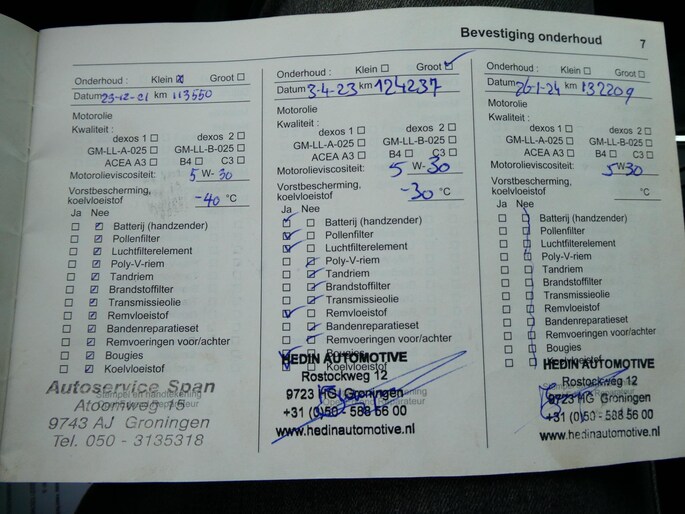 Bevestiging onderhoud 7
Onderhoud : Klein ☒ Groot ☐
Datum 23-12-21 km 113550
Motorolie
Kwaliteit :
dexos 1 ☐ dexos 2 ☐
GM-LL-A-025 ☐ GM-LL-B-025 ☐
ACEA A3 ☐ B4 ☐ C3 ☐
Motorolieviscositeit: 5 W- 30
Vorstbescherming,
koelvloeistof -40 °C
Ja Nee
☐ ☑ Batterij (handzender)
☐ ☑ Pollenfilter
☐ ☑ Luchtfilterelement
☐ ☑ Poly-V-riem
☐ ☑ Tandriem
☐ ☑ Brandstoffilter
☐ ☑ Transmissieolie
☐ ☑ Remvloeistof
☐ ☑ Bandenreparatieset
☐ ☑ Remvoeringen voor/achter
☐ ☑ Bougies
☐ ☑ Koelvloeistof
Autoservice Span
Stempel en handtekening
Atoomweg 15
9743 AJ Groningen
Tel. 050 - 3135318
Onderhoud : Klein ☐ Groot ☑
Datum 3-4-23 km 124237
Motorolie
Kwaliteit :
dexos 1 ☐ dexos 2 ☐
GM-LL-A-025 ☐ GM-LL-B-025 ☐
ACEA A3 ☐ B4 ☐ C3 ☐
Motorolieviscositeit: 5 W- 30
Vorstbescherming,
koelvloeistof -30 °C
Ja Nee
☑ ☐ Batterij (handzender)
☑ ☐ Pollenfilter
☑ ☐ Luchtfilterelement
☐ ☑ Poly-V-riem
☐ ☑ Tandriem
☐ ☑ Brandstoffilter
☐ ☑ Transmissieolie
☑ ☐ Remvloeistof
☐ ☑ Bandenreparatieset
☐ ☑ Remvoeringen voor/achter
☑ ☐ Bougies
Koelvloeistof
HEDIN AUTOMOTIVE
Rostockweg 12
9723 HG Groningen
+31 (0)50 - 588 56 00
www.hedinautomotive.nl
Onderhoud : Klein ☐ Groot ☐
Datum 26-1-24 km 132209
Motorolie
Kwaliteit :
dexos 1 ☐ dexos 2 ☐
GM-LL-A-025 ☐ GM-LL-B-025 ☐
ACEA A3 ☐ B4 ☐ C3 ☐
Motorolieviscositeit: 5 W- 30
Vorstbescherming,
koelvloeistof °C
Ja Nee
☐ ☐ Batterij (handzender)
☐ ☐ Pollenfilter
☐ ☐ Luchtfilterelement
☐ ☐ Poly-V-riem
☐ ☐ Tandriem
☐ ☐ Brandstoffilter
☐ ☐ Transmissieolie
☐ ☐ Remvloeistof
☐ ☐ Bandenreparatieset
☐ ☐ Remvoeringen voor/achter
☐ ☐ Bougies
☐ ☐ Koelvloeistof
HEDIN AUTOMOTIVE
Rostockweg 12
9723 HG Groningen
+31 (0)50 - 588 56 00
www.hedinautomotive.nl